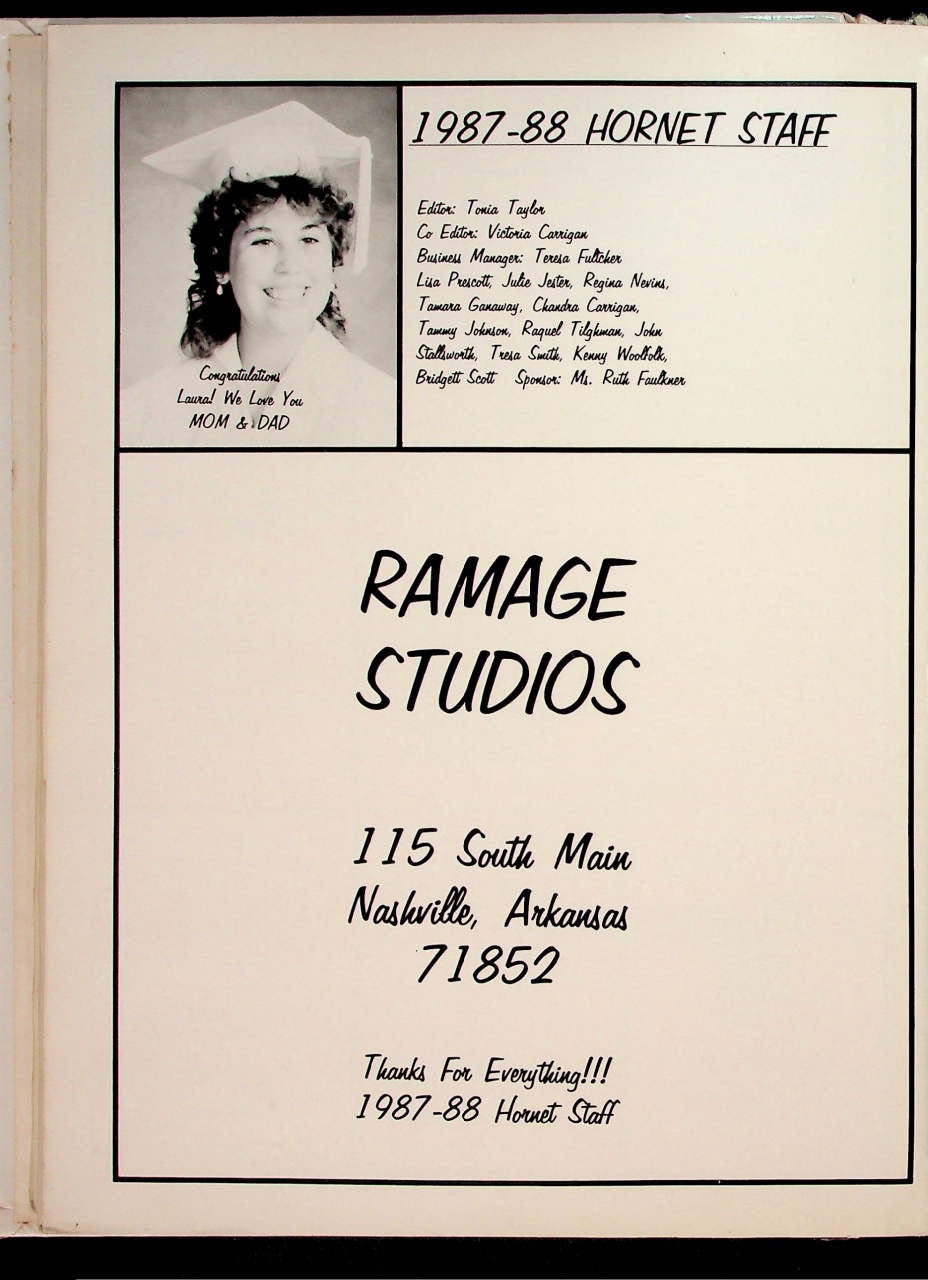 Congratulations
Laura! We Love You
MOM & DAD
1987-88 HORNET STAFF
Editor: Tonia Taylor
Co Editor: Victoria Carrigan
Business Manager: Teresa Fultcher
Lisa Prescott, Julie Jester, Regina Nevins,
Tamara Ganaway, Chandra Carrigan,
Tammy Johnson, Raquel Tilghman, John
Stallsworth, Tresa Smith, Kenny Woolfolk,
Bridgett Scott Sponsor: Ms. Ruth Faulkner
RAMAGE
STUDIOS
115 South Main
Nashville, Arkansas
71852
Thanks For Everything!!!
1987-88 Hornet Staff